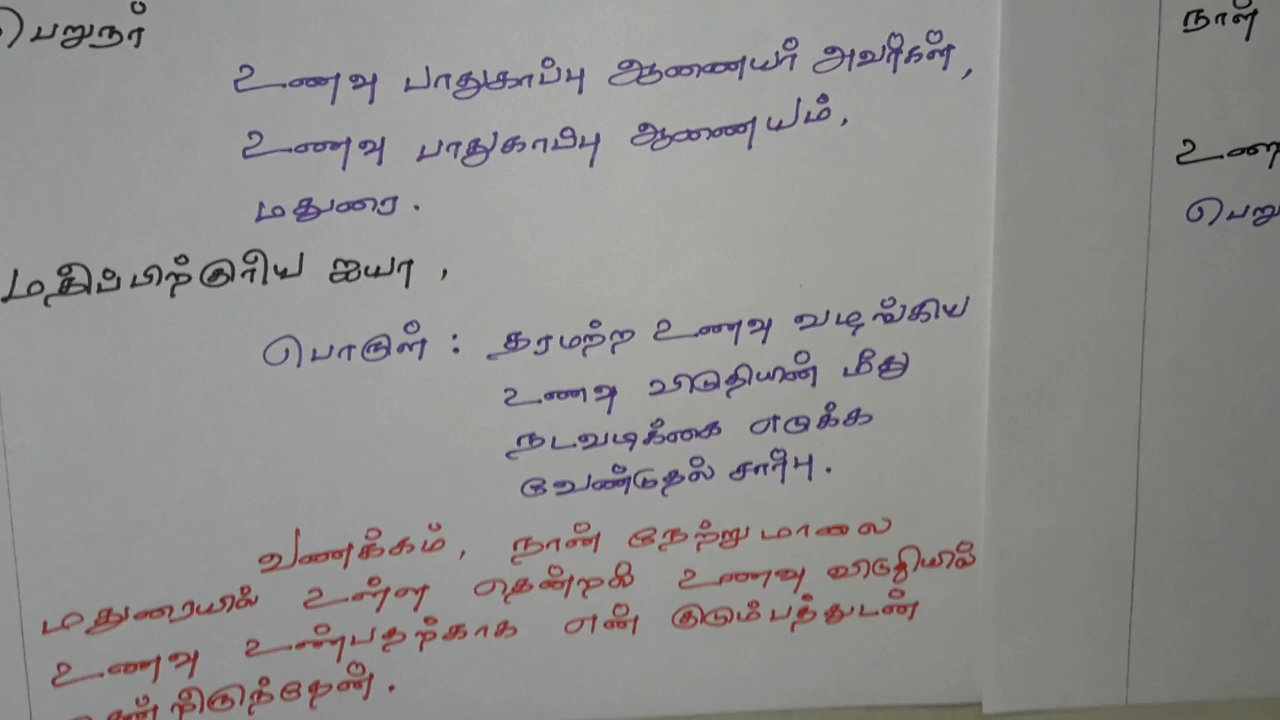 பெறுநர்
உணவு பாதுகாப்பு ஆணையர் அவர்கள்,
உணவு பாதுகாப்பு ஆணையம்,
மதுரை.
மதிப்பிற்குரிய ஐயா,
பொருள் : தரமற்ற உணவு வழங்கிய
உணவு விடுதியின் மீது
நடவடிக்கை எடுக்க
வேண்டுதல் சார்பு.
வணக்கம், நான் நேற்று மாலை
மதுரையில் உள்ள தென்றல் உணவு விடுதியில்
உணவு உண்பதற்காக என் குடும்பத்துடன்
நாள்